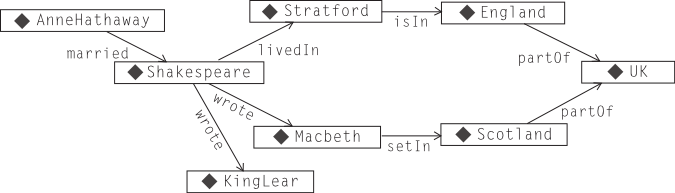 AnneHathaway
Stratford
isIn
England
married
livedIn
partOf
Shakespeare
UK
wrote
wrote
partOf
Macbeth
setIn
Scotland
KingLear